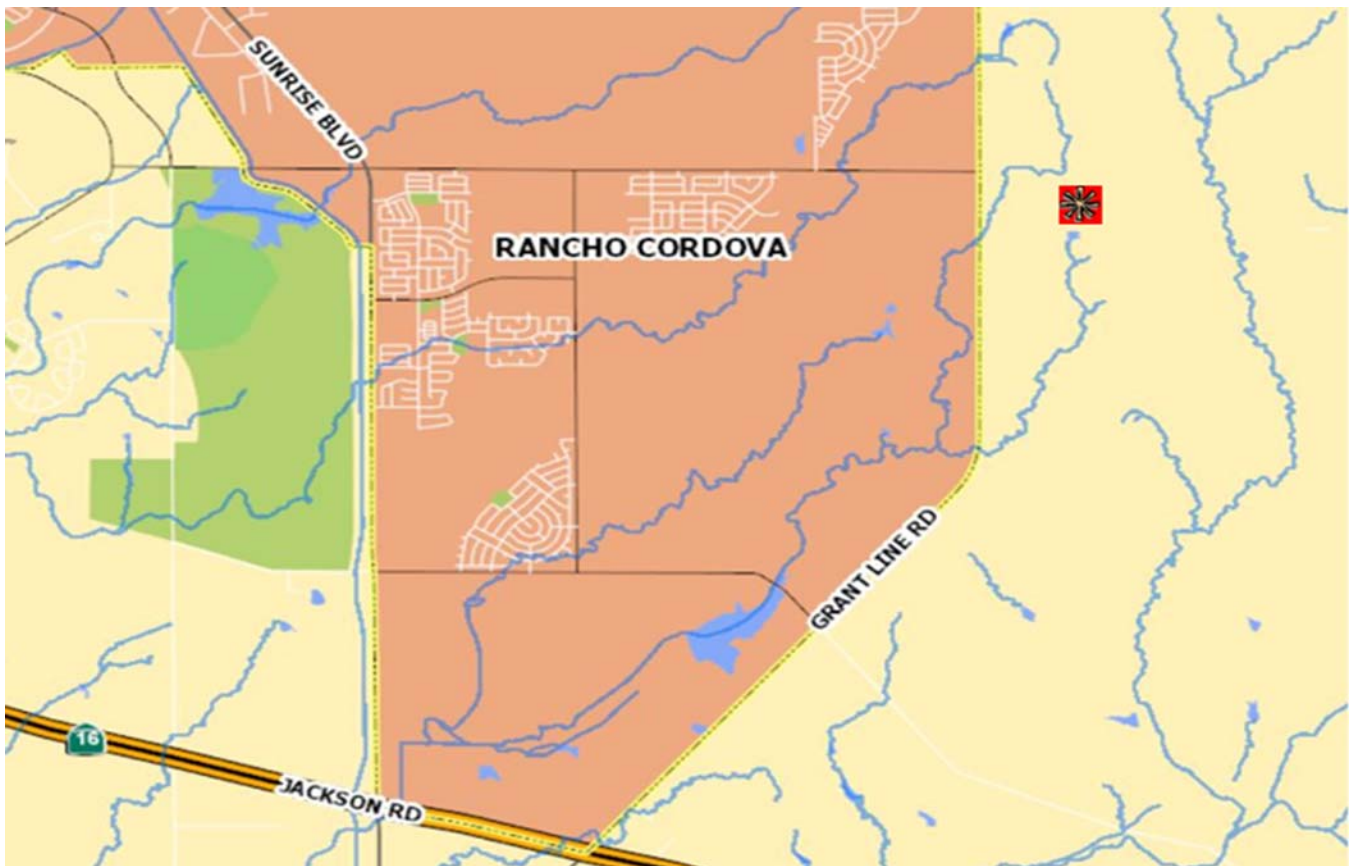 SUNRISE BLVD
RANCHO CORDOVA
GRANT LINE RD
16
JACKSON RD